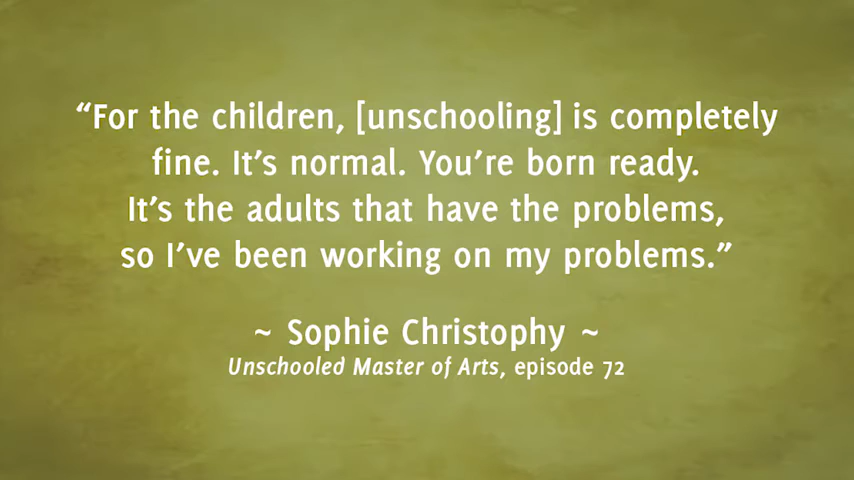 “For the children, [unschooling] is completely
fine. It’s normal. You’re born ready.
It’s the adults that have the problems,
so I’ve been working on my problems.”
~ Sophie Christophy ~
Unschooled Master of Arts, episode 72